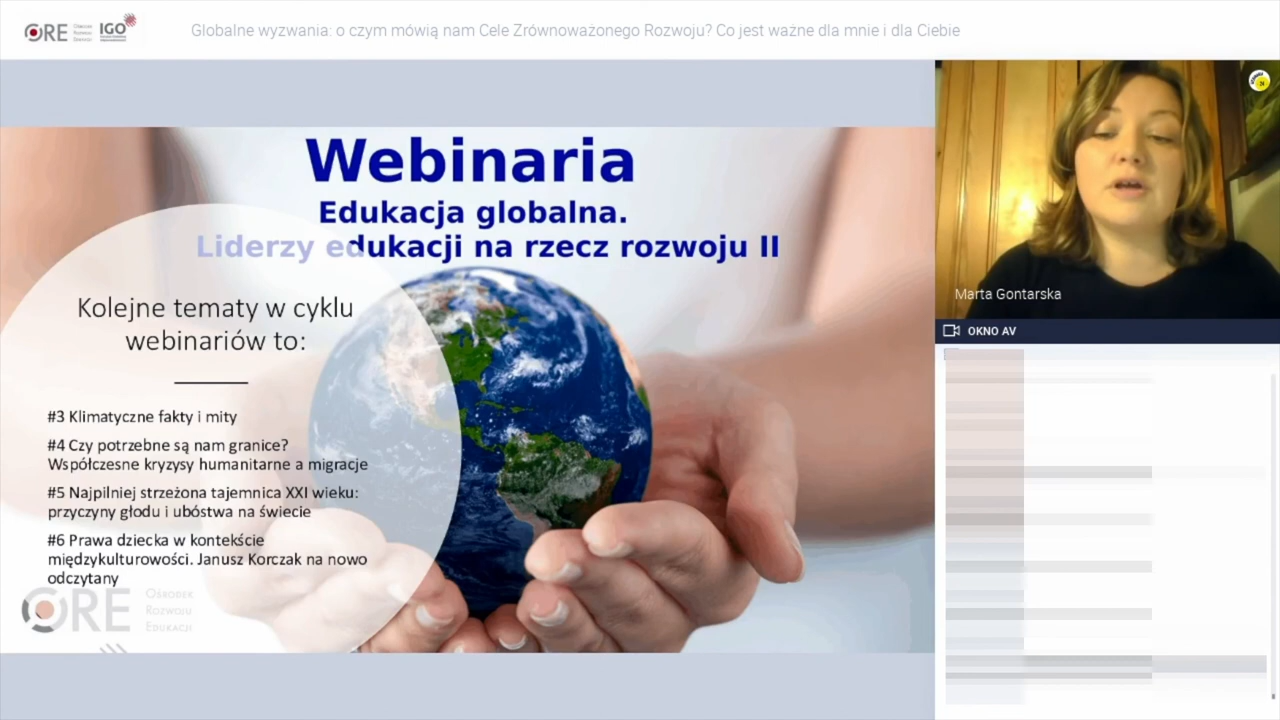 ORE
IGO
Globalne wyzwania: o czym mówią nam Cele Zrównoważonego Rozwoju? Co jest ważne dla mnie i dla Ciebie
Webinaria
Edukacja globalna.
Liderzy edukacji na rzecz rozwoju II
Kolejne tematy w cyklu
webinariów to:
#3 Klimatyczne fakty i mity
#4 Czy potrzebne są nam granice?
Współczesne kryzysy humanitarne a migracje
#5 Najpilniej strzeżona tajemnica XXI wieku:
przyczyny głodu i ubóstwa na świecie
#6 Prawa dziecka w kontekście
międzykulturowości. Janusz Korczak na nowo
odczytany
ORE
Ośrodek
Rozwoju
Edukacji
Marta Gontarska
OKNO AV